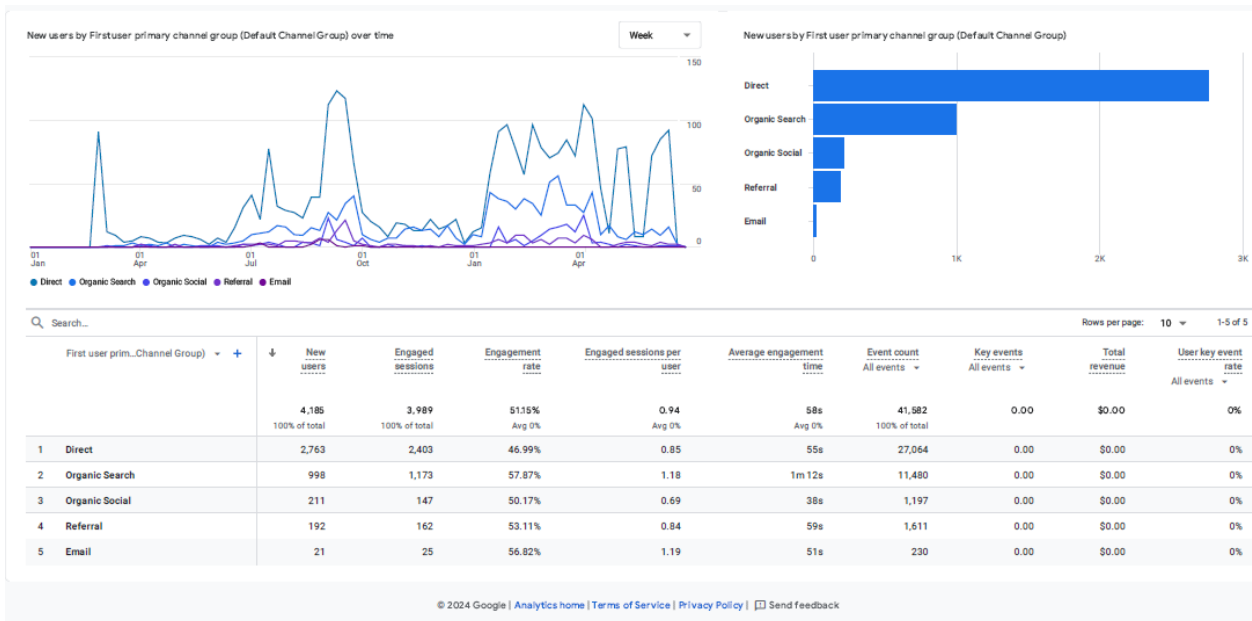 New users by First user primary channel group (Default Channel Group) over time
Week
150
100
50
0
01 Jan
01 Apr
01 Jul
01 Oct
01 Jan
01 Apr
Direct Organic Search Organic Social Referral Email
New users by First user primary channel group (Default Channel Group)
Direct
Organic Search
Organic Social
Referral
Email
0 1K 2K 3K
Search...
Rows per page: 10 1-5 of 5
First user prim...Channel Group) + New users Engaged sessions Engagement rate Engaged sessions per user Average engagement time Event count All events Key events All events Total revenue User key event rate All events
4,185 3,989 51.15% 0.94 58s 41,582 0.00 $0.00 0%
100% of total 100% of total Avg 0% Avg 0% Avg 0% 100% of total
1 Direct 2,763 2,403 46.99% 0.85 55s 27,064 0.00 $0.00 0%
2 Organic Search 998 1,173 57.87% 1.18 1m 12s 11,480 0.00 $0.00 0%
3 Organic Social 211 147 50.17% 0.69 38s 1,197 0.00 $0.00 0%
4 Referral 192 162 53.11% 0.84 59s 1,611 0.00 $0.00 0%
5 Email 21 25 56.82% 1.19 51s 230 0.00 $0.00 0%
© 2024 Google | Analytics home | Terms of Service | Privacy Policy | Send feedback